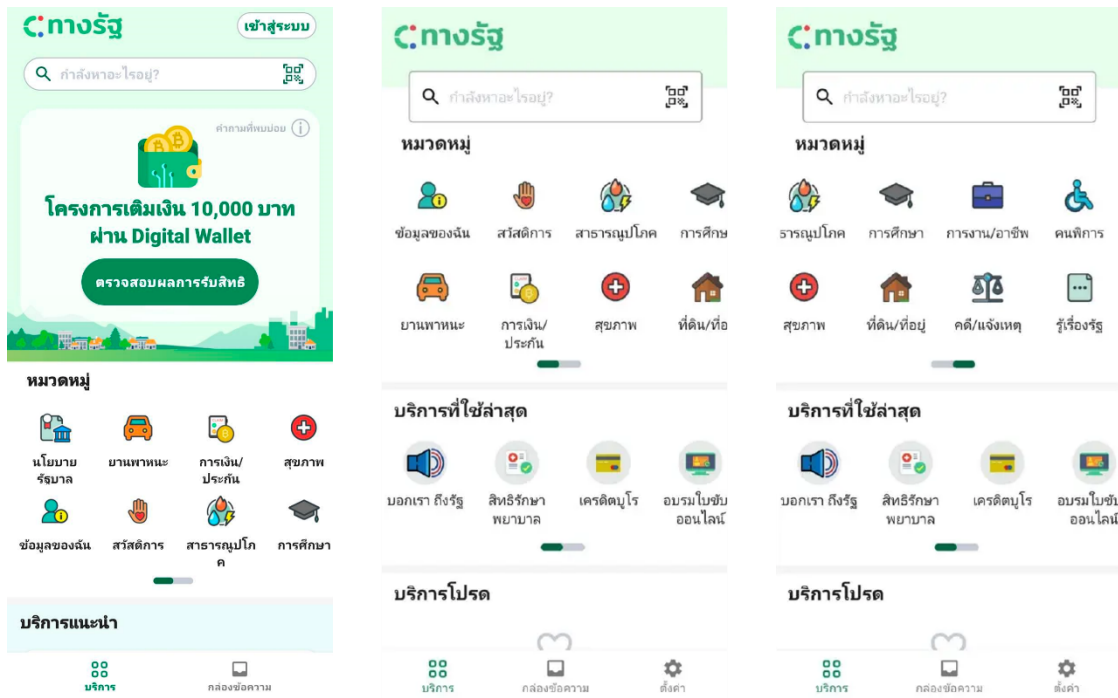 ทางรัฐ
เข้าสู่ระบบ
กำลังหาอะไรอยู่?
คำถามที่พบบ่อย
โครงการเติมเงิน 10,000 บาท
ผ่าน Digital Wallet
ตรวจสอบผลการรับสิทธิ
หมวดหมู่
นโยบาย
รัฐบาล
ยานพาหนะ
การเงิน/
ประกัน
สุขภาพ
ข้อมูลของฉัน
สวัสดิการ
สาธารณูปโภ
ค
การศึกษา
บริการแนะนำ
บริการ
กล่องข้อความ
ทางรัฐ
กำลังหาอะไรอยู่?
หมวดหมู่
ข้อมูลของฉัน
สวัสดิการ
สาธารณูปโภค
การศึกษ
ยานพาหนะ
การเงิน/
ประกัน
สุขภาพ
ที่ดิน/ที่อ
บริการที่ใช้ล่าสุด
บอกเรา ถึงรัฐ
สิทธิรักษา
พยาบาล
เครดิตบูโร
อบรมใบขับ
ออนไลน์
บริการโปรด
บริการ
กล่องข้อความ
ตั้งค่า
ทางรัฐ
กำลังหาอะไรอยู่?
หมวดหมู่
ธารณูปโภค
การศึกษา
การงาน/อาชีพ
คนพิการ
สุขภาพ
ที่ดิน/ที่อยู่
คดี/แจ้งเหตุ
รู้เรื่องรัฐ
บริการที่ใช้ล่าสุด
บอกเรา ถึงรัฐ
สิทธิรักษา
พยาบาล
เครดิตบูโร
อบรมใบขับ
ออนไลน์
บริการโปรด
บริการ
กล่องข้อความ
ตั้งค่า